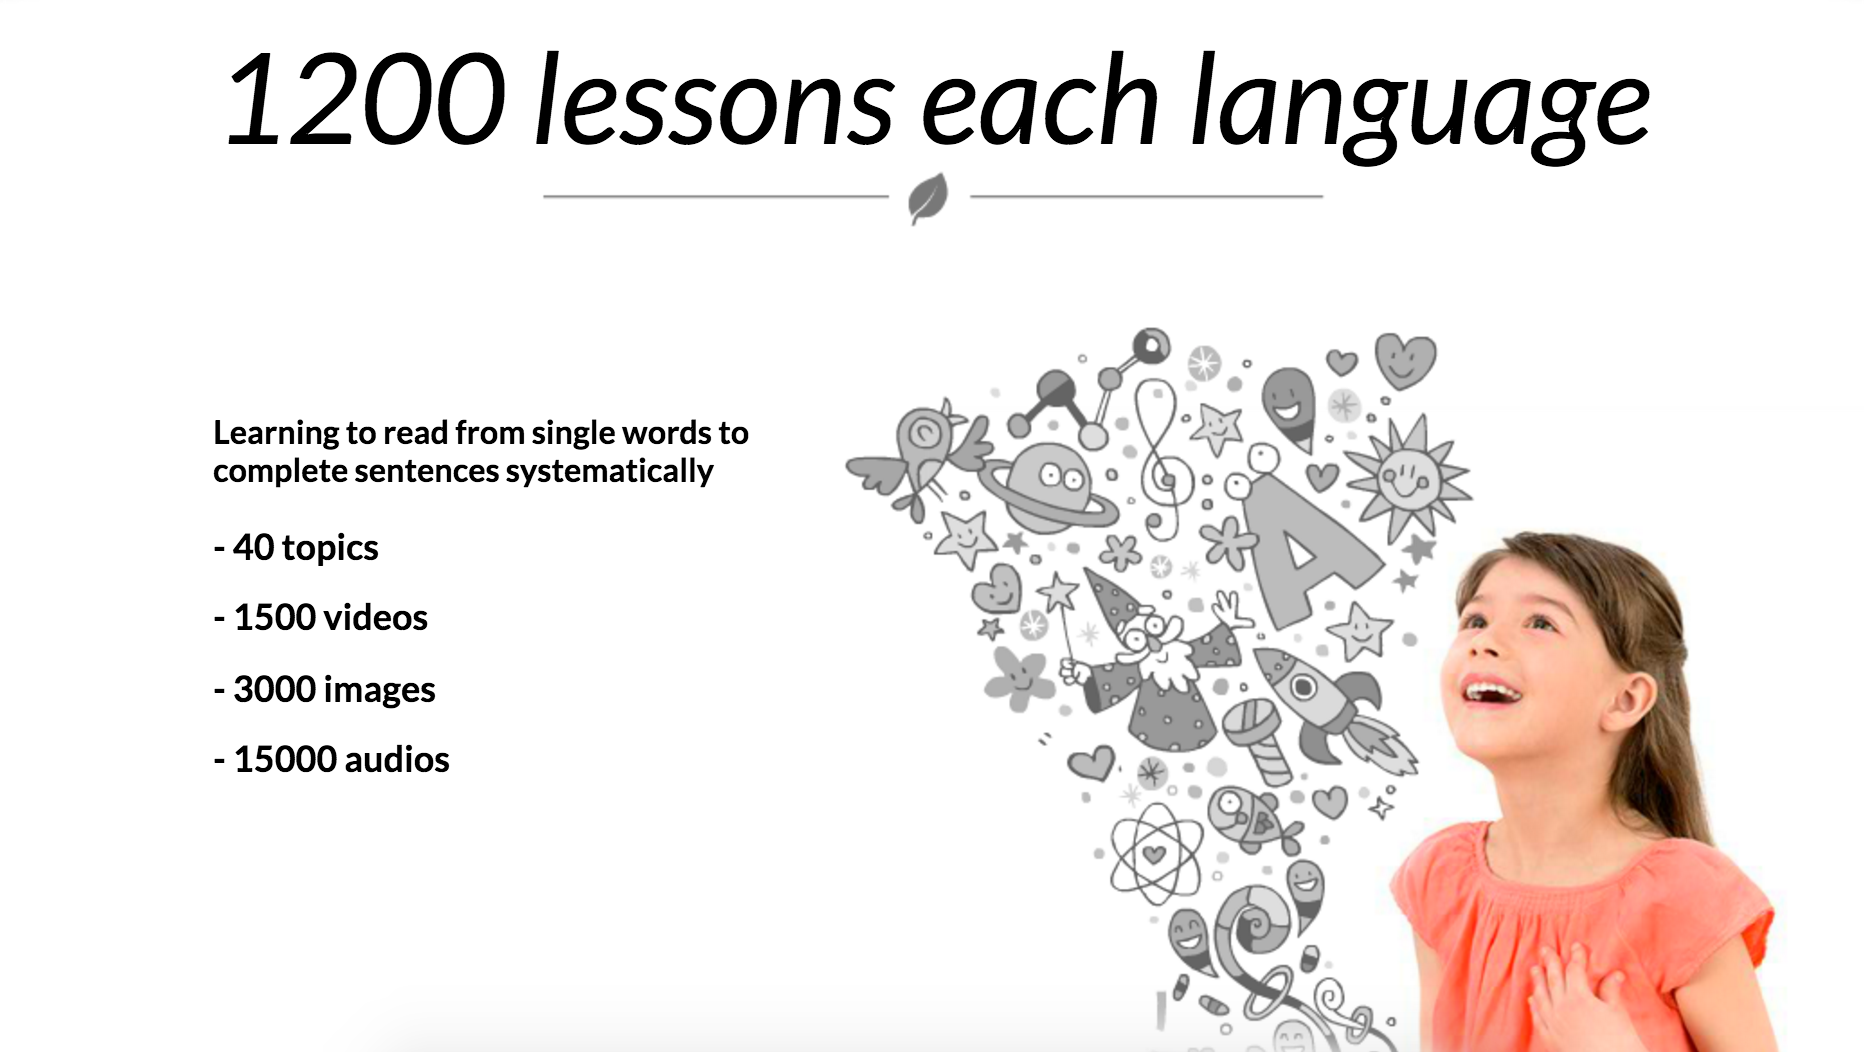 1200 lessons each language
Learning to read from single words to
complete sentences systematically
- 40 topics
- 1500 videos
- 3000 images
- 15000 audios
A